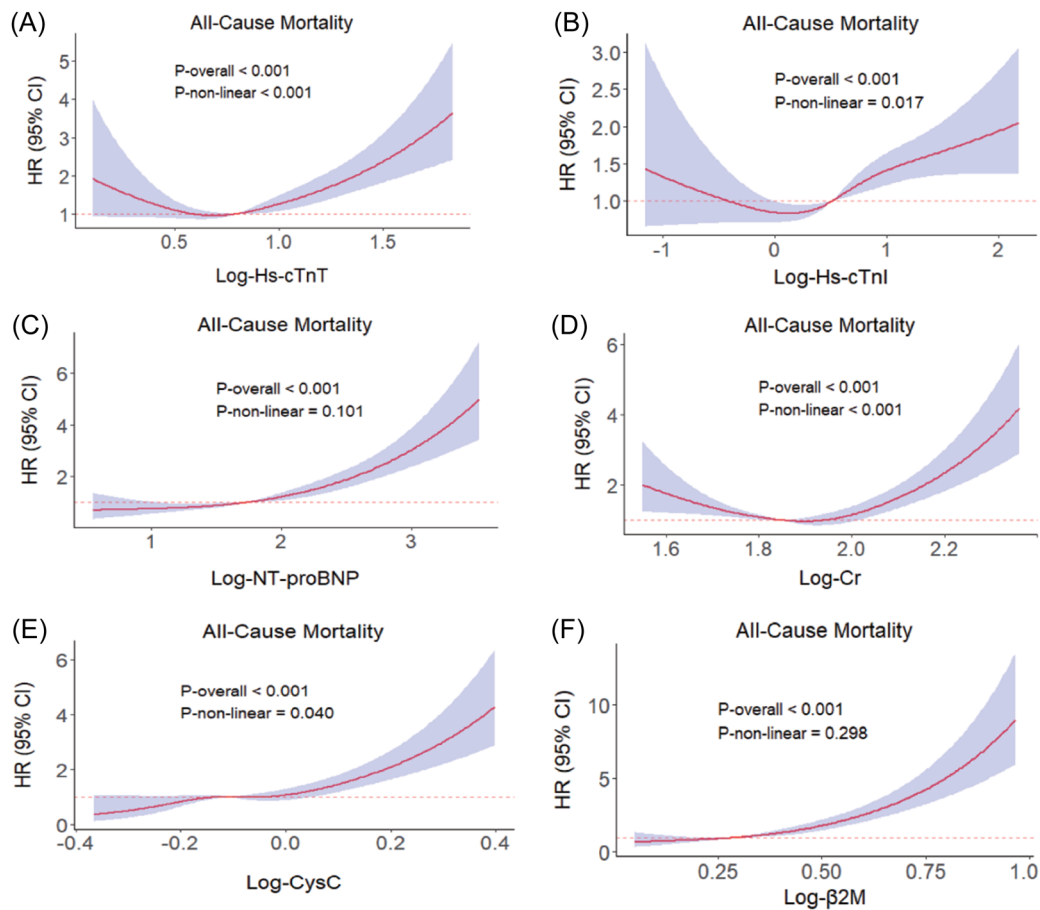 (A)
All-Cause Mortality
HR (95% CI)
5
4
3
2
1
P-overall < 0.001
P-non-linear < 0.001
0.5 1.0 1.5
Log-Hs-cTnT
(B)
All-Cause Mortality
HR (95% CI)
3.0
2.5
2.0
1.5
1.0
P-overall < 0.001
P-non-linear = 0.017
-1 0 1 2
Log-Hs-cTnI
(C)
All-Cause Mortality
HR (95% CI)
6
4
2
P-overall < 0.001
P-non-linear = 0.101
1 2 3
Log-NT-proBNP
(D)
All-Cause Mortality
HR (95% CI)
6
4
2
P-overall < 0.001
P-non-linear < 0.001
1.6 1.8 2.0 2.2
Log-Cr
(E)
All-Cause Mortality
HR (95% CI)
6
4
2
0
P-overall < 0.001
P-non-linear = 0.040
-0.4 -0.2 0.0 0.2 0.4
Log-CysC
(F)
All-Cause Mortality
HR (95% CI)
10
5
0
P-overall < 0.001
P-non-linear = 0.298
0.25 0.50 0.75 1.0
Log-β2M